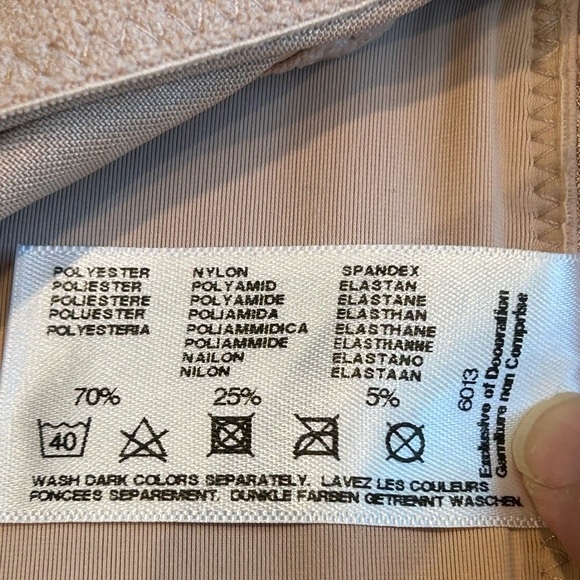 POLYESTER
POLJESTER
POLIESTERE
POLUESTER
POLYESTERIA
70%
NYLON
POLYAMID
POLYAMIDE
POLIAMIDA
POLIAMMIDICA
POLIAMMIDE
NAILON
NILON
25%
SPANDEX
ELASTAN
ELASTANE
ELASTHAN
ELASTHANE
ELASTHANNE
ELASTANO
ELASTAAN
5%
6013
Exclusive of Decoration
Garniture non Comprise
40
WASH DARK COLORS SEPARATELY. LAVEZ LES COULEURS
FONCEES SEPAREMENT. DUNKLE FARBEN GETRENNT WASCHEN.